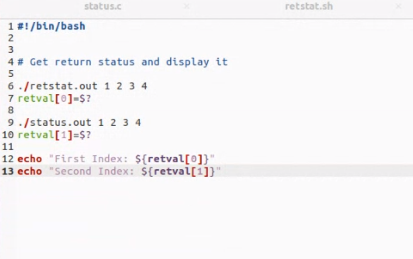 status.c retstat.sh
1 #!/bin/bash
2
3
4 # Get return status and display it
5
6 ./retstat.out 1 2 3 4
7 retval[0]=$?
8
9 ./status.out 1 2 3 4
10 retval[1]=$?
11
12 echo "First Index: ${retval[0]}"
13 echo "Second Index: ${retval[1]}"